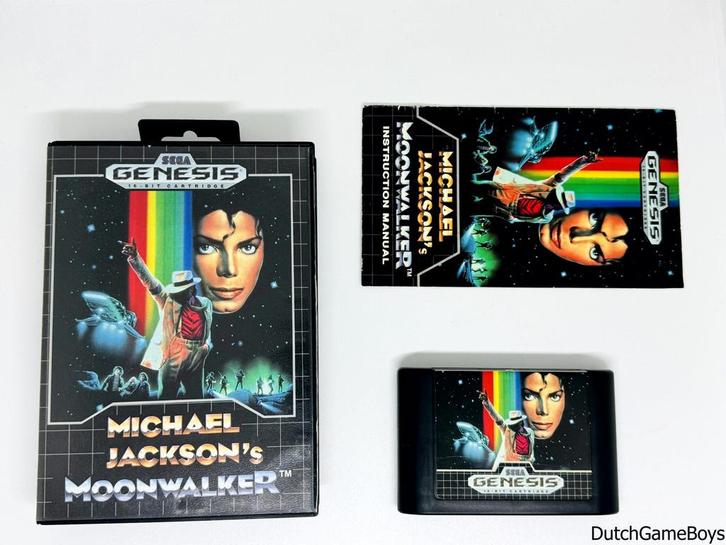 SEGA
GENESIS
16-BIT CARTRIDGE
MICHAEL
JACKSON'S
MOONWALKER™
SEGA
GENESIS
MICHAEL
JACKSON'S
MOONWALKER™
INSTRUCTION MANUAL
SEGA
GENESIS
16-BIT CARTRIDGE
DutchGameBoys